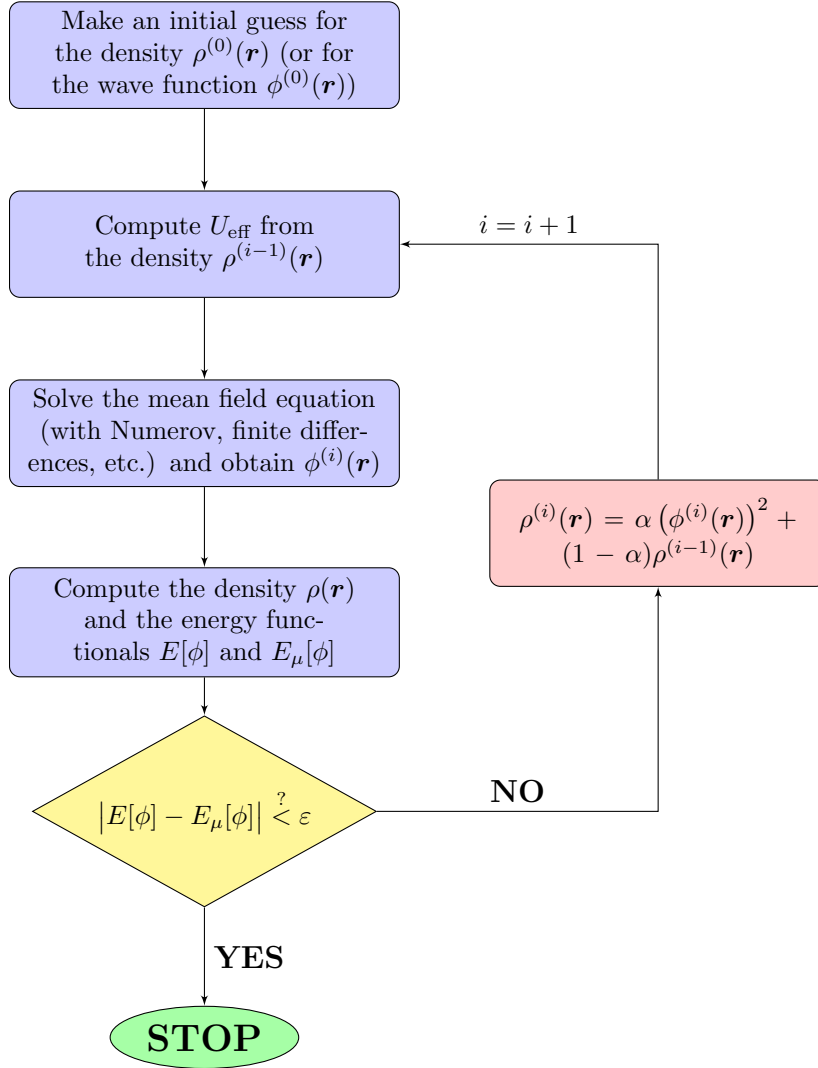 Make an initial guess for
the density ρ^(0)(r) (or for
the wave function ϕ^(0)(r))
Compute U_eff from
the density ρ^(i−1)(r)
i = i + 1
Solve the mean field equation
(with Numerov, finite differ-
ences, etc.) and obtain ϕ^(i)(r)
ρ^(i)(r) = α (ϕ^(i)(r))^2 +
(1 − α)ρ^(i−1)(r)
Compute the density ρ(r)
and the energy func-
tionals E[ϕ] and E_μ[ϕ]
|E[ϕ] − E_μ[ϕ]| <^? ε
NO
YES
STOP